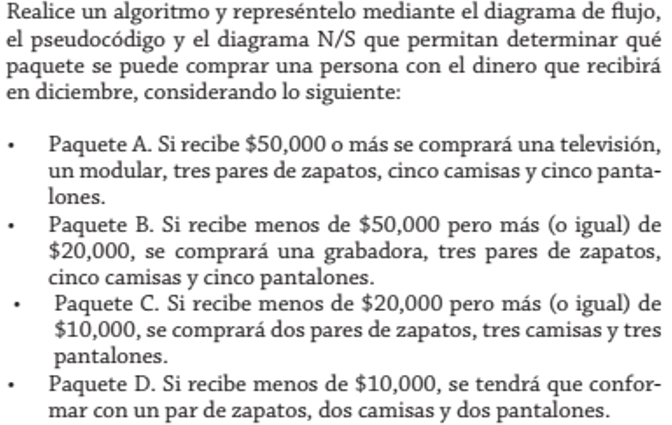 Realice un algoritmo y represéntelo mediante el diagrama de flujo,
el pseudocódigo y el diagrama N/S que permitan determinar qué
paquete se puede comprar una persona con el dinero que recibirá
en diciembre, considerando lo siguiente:
• Paquete A. Si recibe $50,000 o más se comprará una televisión,
un modular, tres pares de zapatos, cinco camisas y cinco panta-
lones.
• Paquete B. Si recibe menos de $50,000 pero más (o igual) de
$20,000, se comprará una grabadora, tres pares de zapatos,
cinco camisas y cinco pantalones.
• Paquete C. Si recibe menos de $20,000 pero más (o igual) de
$10,000, se comprará dos pares de zapatos, tres camisas y tres
pantalones.
• Paquete D. Si recibe menos de $10,000, se tendrá que confor-
mar con un par de zapatos, dos camisas y dos pantalones.